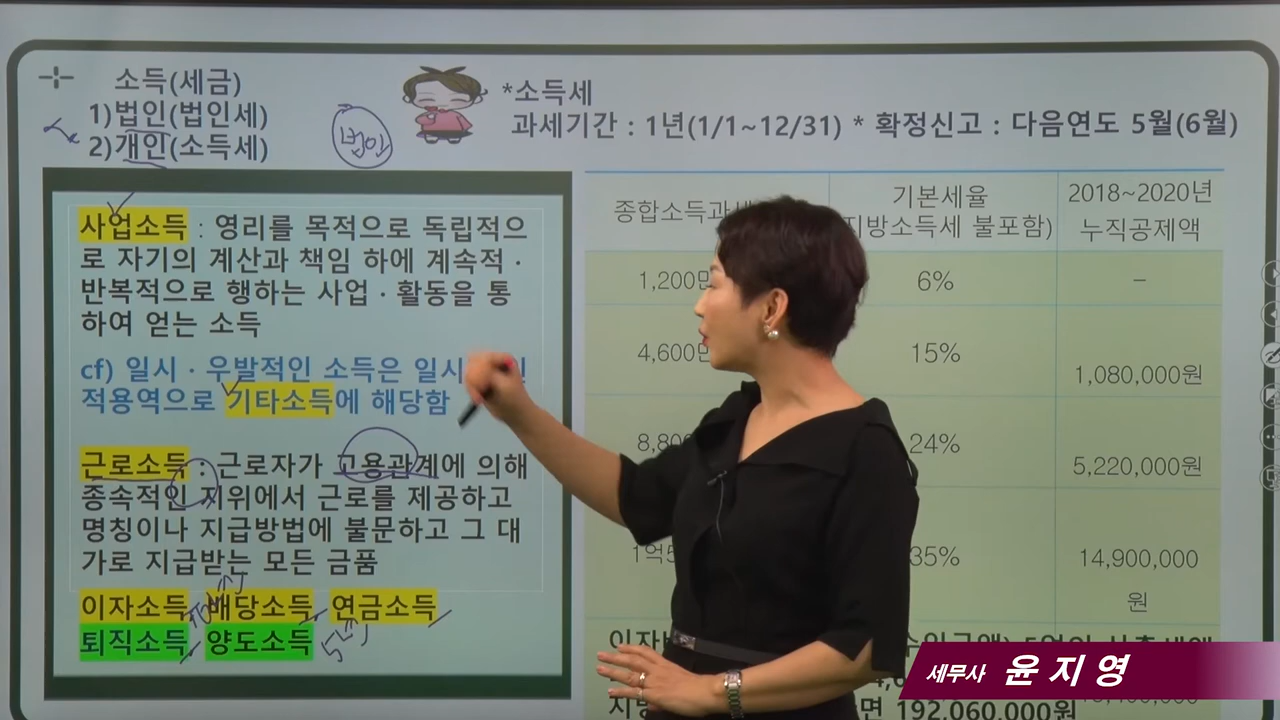 소득(세금)
1)법인(법인세)
2)개인(소득세)
법인
*소득세
과세기간 : 1년(1/1~12/31) * 확정신고 : 다음연도 5월(6월)
사업소득 : 영리를 목적으로 독립적으
로 자기의 계산과 책임 하에 계속적 ·
반복적으로 행하는 사업 · 활동을 통
하여 얻는 소득
cf) 일시 · 우발적인 소득은
적용역으로 기타소득에 해당함
근로소득 : 근로자가 고용관계에 의해
종속적인 지위에서 근로를 제공하고
명칭이나 지급방법에 불문하고 그 대
가로 지급받는 모든 금품
이자소득 배당소득 연금소득
퇴직소득 양도소득
기본세율 2018~2020년
세 불포함) 누직공제액
6% –
15% 1,080,000원
24% 5,220,000원
35% 14,900,000
원
192,060,000원
세무사 윤지영